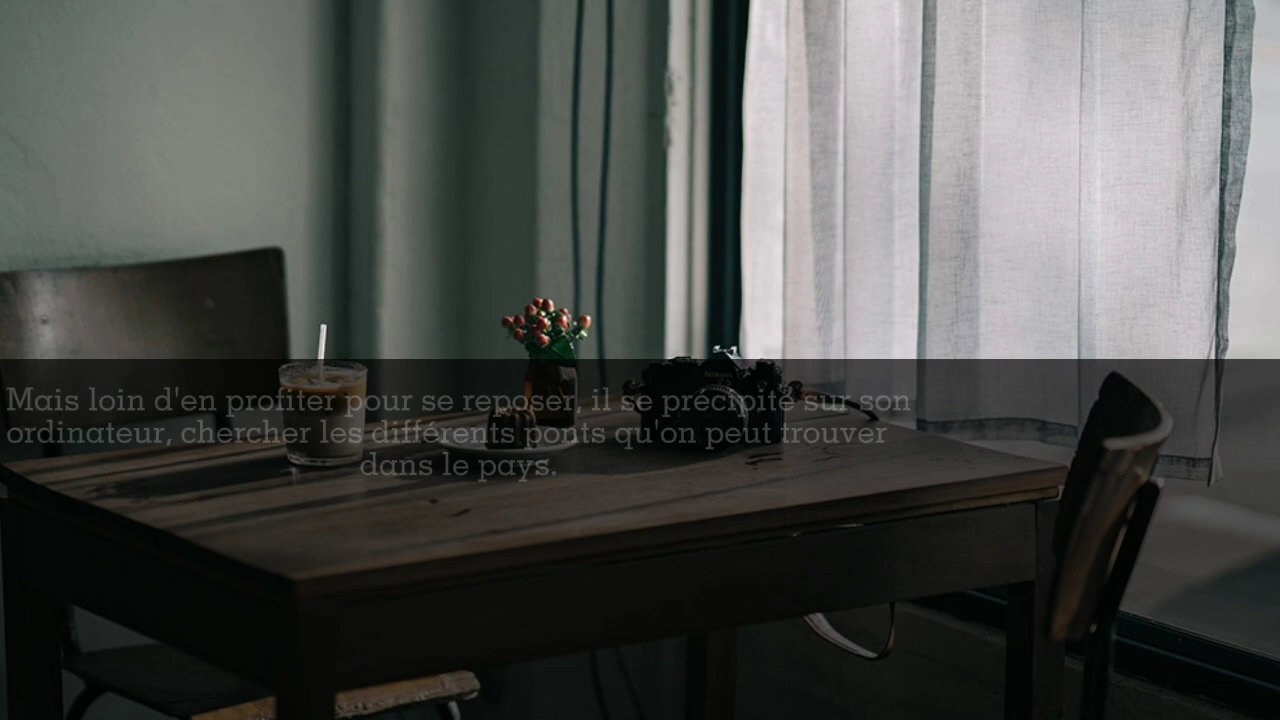 Mais loin d'en profiter pour se reposer, il se précipite sur son
ordinateur, chercher les différents ponts qu'on peut trouver
dans le pays.